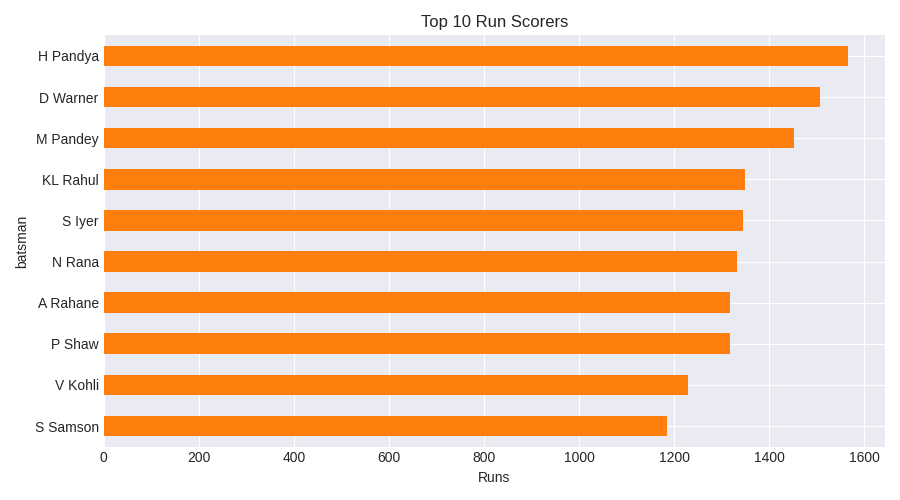 Top 10 Run Scorers
H Pandya
D Warner
M Pandey
KL Rahul
S Iyer
N Rana
A Rahane
P Shaw
V Kohli
S Samson
batsman
0 200 400 600 800 1000 1200 1400 1600
Runs